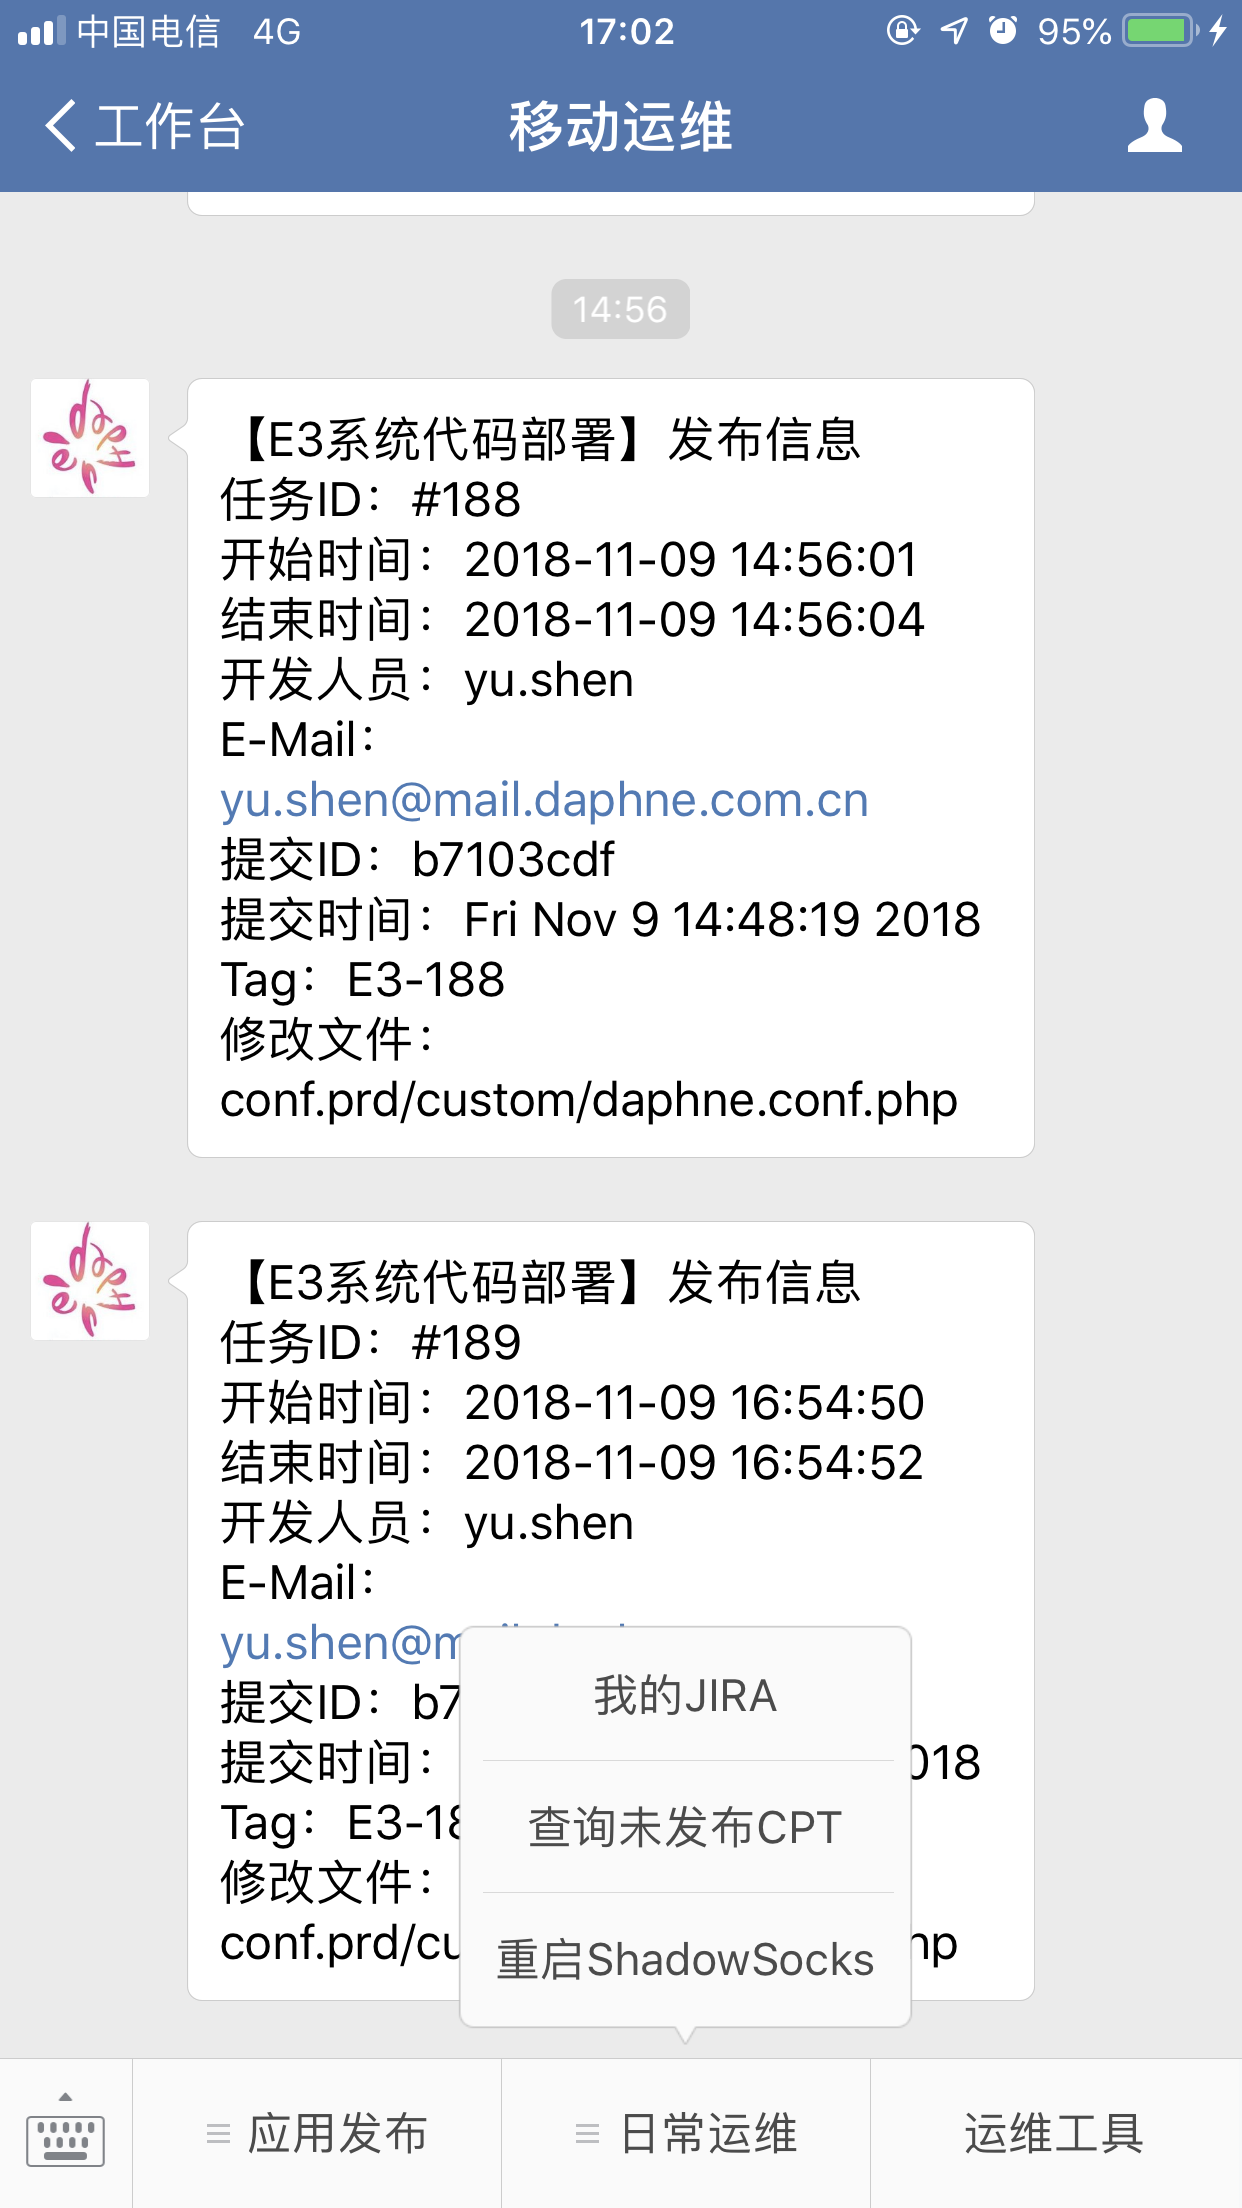 中国电信 4G 17:02 95%
工作台 移动运维
14:56
【E3系统代码部署】发布信息
任务ID：#188
开始时间：2018-11-09 14:56:01
结束时间：2018-11-09 14:56:04
开发人员：yu.shen
E-Mail：
yu.shen@mail.daphne.com.cn
提交ID：b7103cdf
提交时间：Fri Nov 9 14:48:19 2018
Tag：E3-188
修改文件：
conf.prd/custom/daphne.conf.php
【E3系统代码部署】发布信息
任务ID：#189
开始时间：2018-11-09 16:54:50
结束时间：2018-11-09 16:54:52
开发人员：yu.shen
E-Mail：
yu.shen@m
提交ID：b7
提交时间： 018
Tag：E3-18
修改文件：
conf.prd/cu hp
我的JIRA
查询未发布CPT
重启ShadowSocks
应用发布 日常运维 运维工具